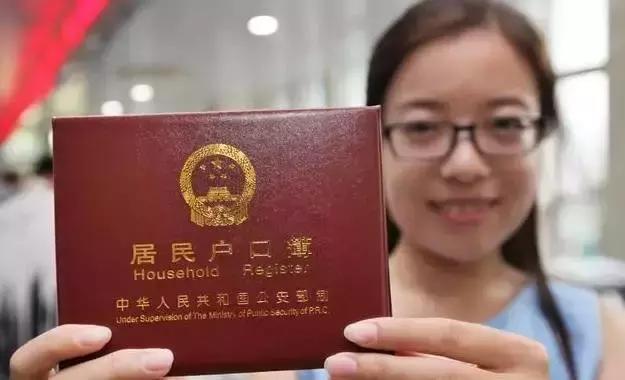 居民户口簿
Household Register
中华人民共和国公安部制
Under Supervision of The Ministry of Public Security of P.R.C.